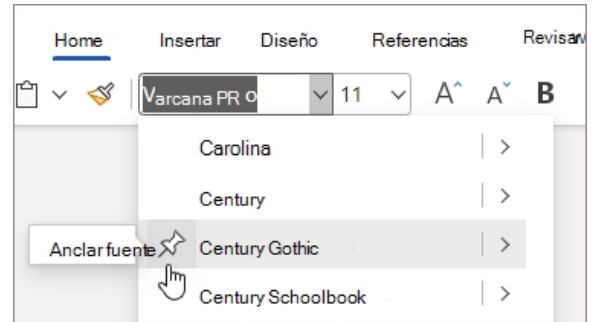 Home Insertar Diseño Referencias Revisar
Varcana PR O 11 A A B
Carolina
Century
Anclar fuente Century Gothic
Century Schoolbook